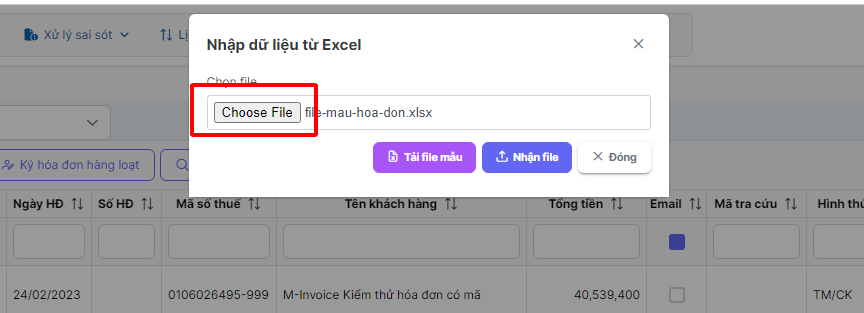 Xử lý sai sót
Lị
Nhập dữ liệu từ Excel
Chọn file
Choose File file-mau-hoa-don.xlsx
Ký hóa đơn hàng loạt
Tải file mẫu Nhận file Đóng
Ngày HĐ Số HĐ Mã số thuế Tên khách hàng Tổng tiền Email Mã tra cứu Hình thứ
24/02/2023 0106026495-999 M-Invoice Kiểm thử hóa đơn có mã 40,539,400 TM/CK